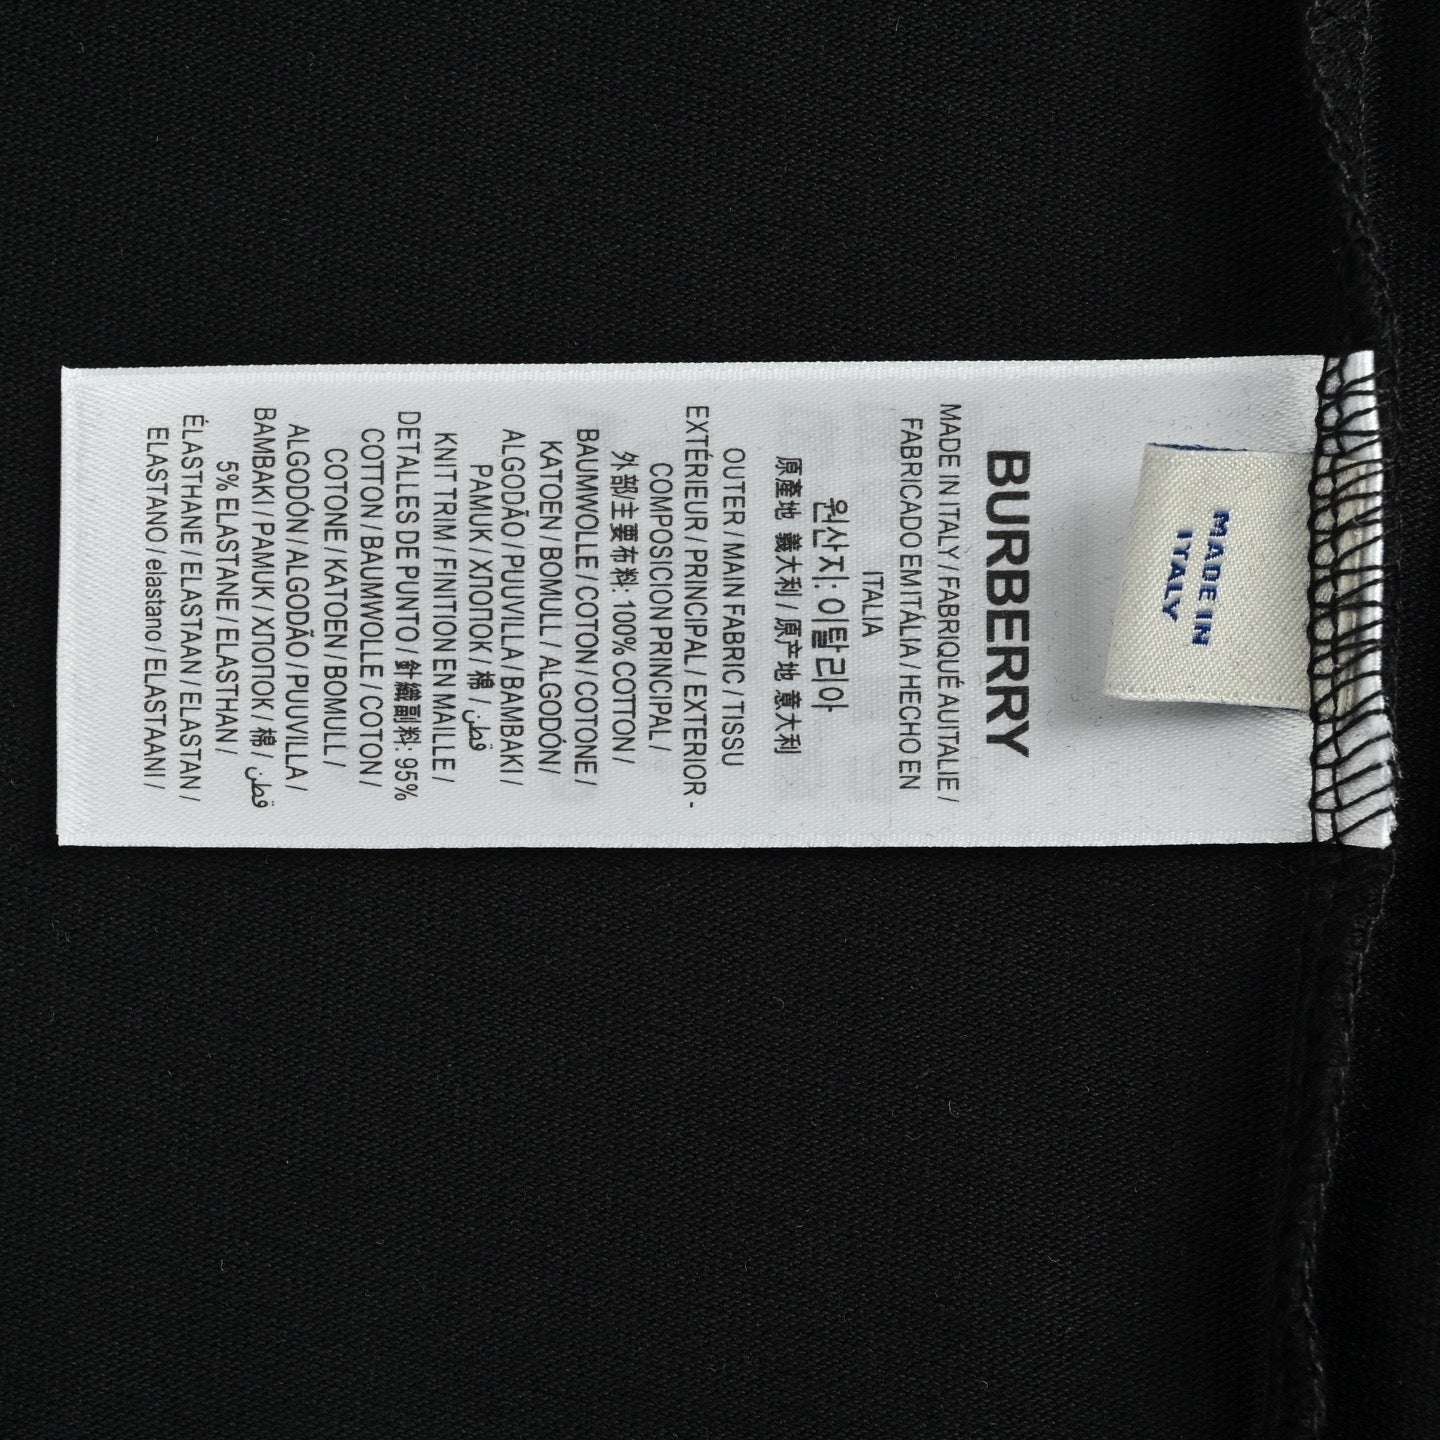 MADE IN
ITALY
BURBERRY
MADE IN ITALY / FABRIQUÉ AUITALIE /
FABRICADO EM ITÁLIA / HECHO EN
ITALIA
원산지: 이탈리아
原產地 義大利 / 原产地 意大利
OUTER / MAIN FABRIC / TISSU
EXTÉRIEUR / PRINCIPAL / EXTERIOR-
COMPOSICION PRINCIPAL /
外部/主要布料: 100% COTTON /
BAUMWOLLE / COTON / COTONE /
KATOEN / BOMULL / ALGODÓN/
ALGODÃO / PUUVILLA / BAMBAKI /
PAMUK / ХЛОПОК / 棉 / قطن
KNIT TRIM / FINITION EN MAILLE /
DETALLES DE PUNTO / 針織副料: 95%
COTTON / BAUMWOLLE / COTON /
COTONE / KATOEN / BOMULL /
ALGODÓN / ALGODÃO / PUUVILLA /
BAMBAKI / PAMUK / ХЛОПОК / 棉 / قطن
5% ELASTANE / ELASTHAN /
ÉLASTHANE / ELASTAAN / ELASTAN /
ELASTANO / elastano / ELASTAANI /